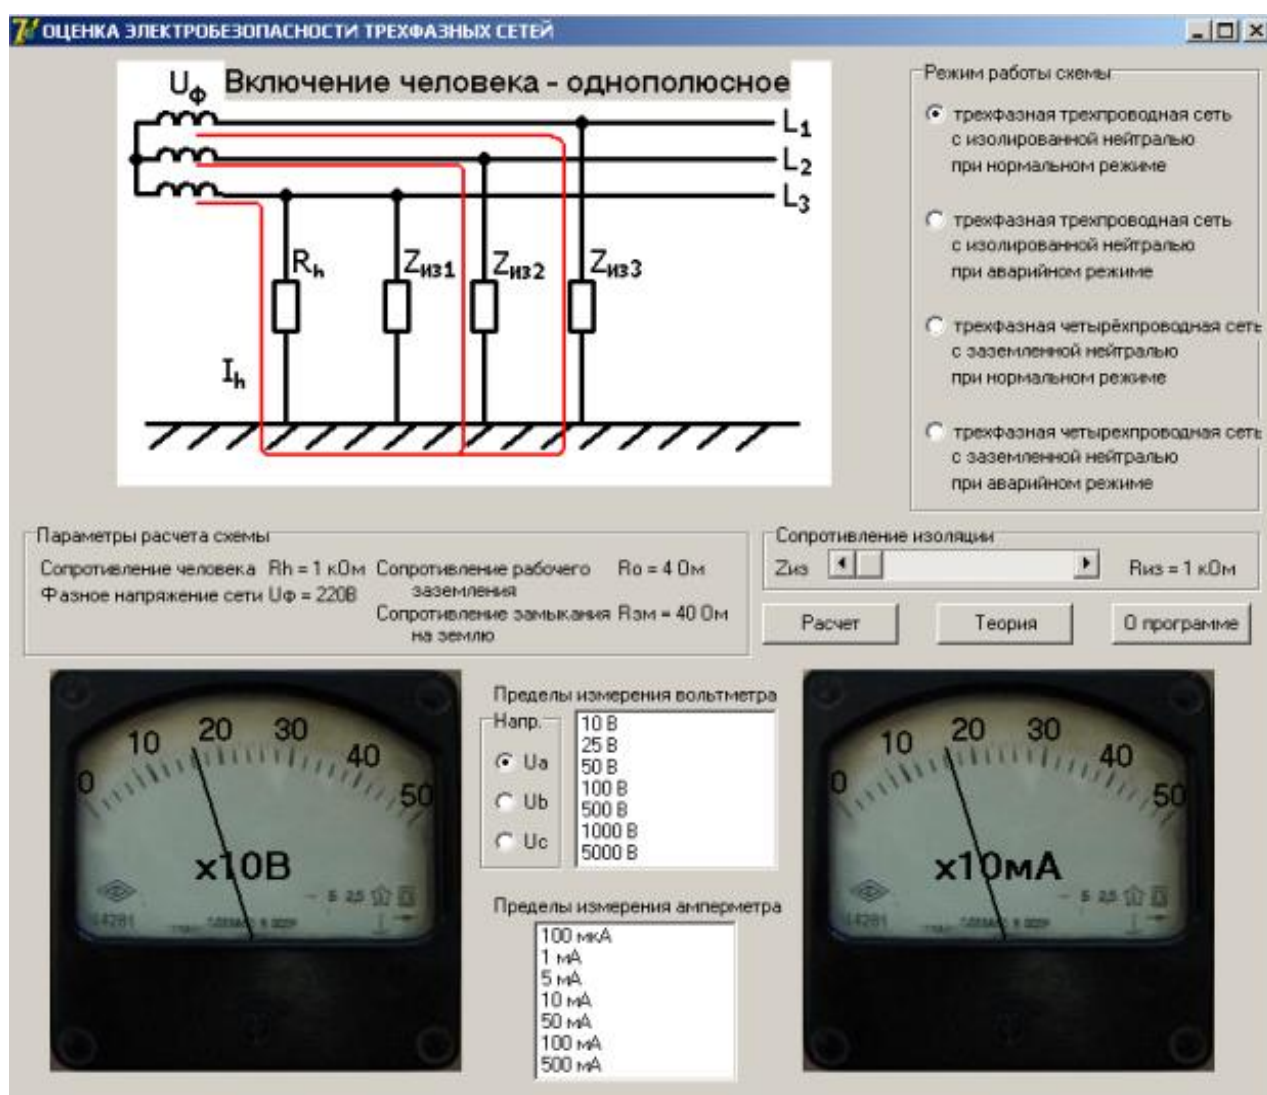 ОЦЕНКА ЭЛЕКТРОБЕЗОПАСНОСТИ ТРЕХФАЗНЫХ СЕТЕЙ
Uф Включение человека - однополюсное
L1
L2
L3
Rh Zиз1 Zиз2 Zиз3
Ih
Режим работы схемы
трехфазная трехпроводная сеть
с изолированной нейтралью
при нормальном режиме
трехфазная трехпроводная сеть
с изолированной нейтралью
при аварийном режиме
трехфазная четырёхпроводная сеть
с заземленной нейтралью
при нормальном режиме
трехфазная четырехпроводная сеть
с заземленной нейтралью
при аварийном режиме
Параметры расчета схемы
Сопротивление человека Rh = 1 кОм
Фазное напряжение сети Uф = 220В
Сопротивление рабочего Ro = 4 Ом
заземления
Сопротивление замыкания Rзм = 40 Ом
на землю
Сопротивление изоляции
Zиз Rиз = 1 кОм
Расчет Теория О программе
0 10 20 30 40 50
x10В
Пределы измерения вольтметра
Напр.
Ua
Ub
Uc
10 В
25 В
50 В
100 В
500 В
1000 В
5000 В
Пределы измерения амперметра
100 мкА
1 мА
5 мА
10 мА
50 мА
100 мА
500 мА
0 10 20 30 40 50
x10мА